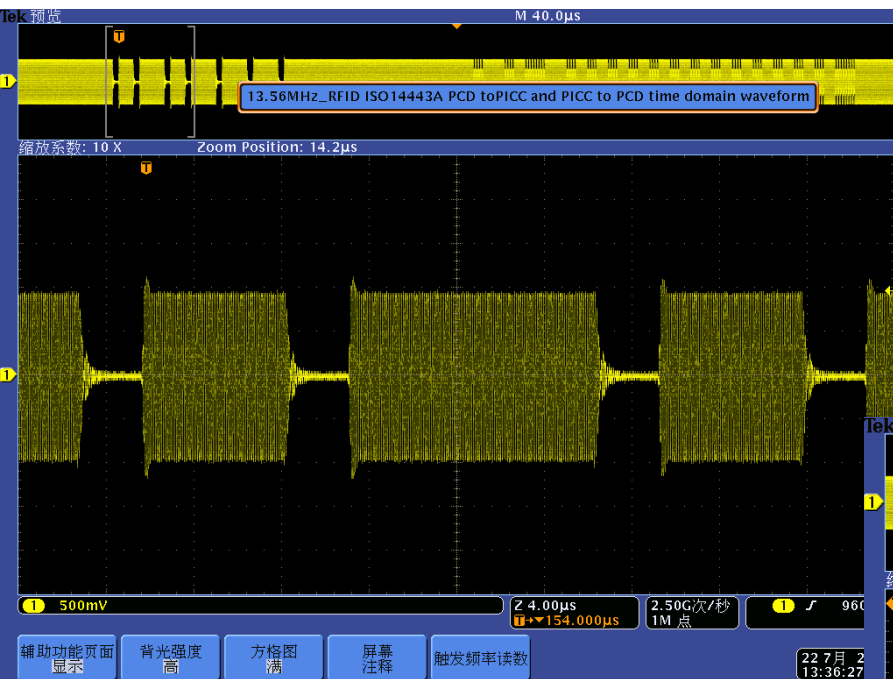 Tek 预览
M 40.0µs
T
1
13.56MHz_RFID ISO14443A PCD toPICC and PICC to PCD time domain waveform
缩放系数: 10 X
Zoom Position: 14.2µs
T
1
Tek
1
1 500mV
Z 4.00µs
T→▼154.000µs
2.50G次/秒
1M 点
1
960
辅助功能页面
显示
背光强度
高
方格图
满
屏幕
注释
触发频率读数
22 7月 2
13:36:27